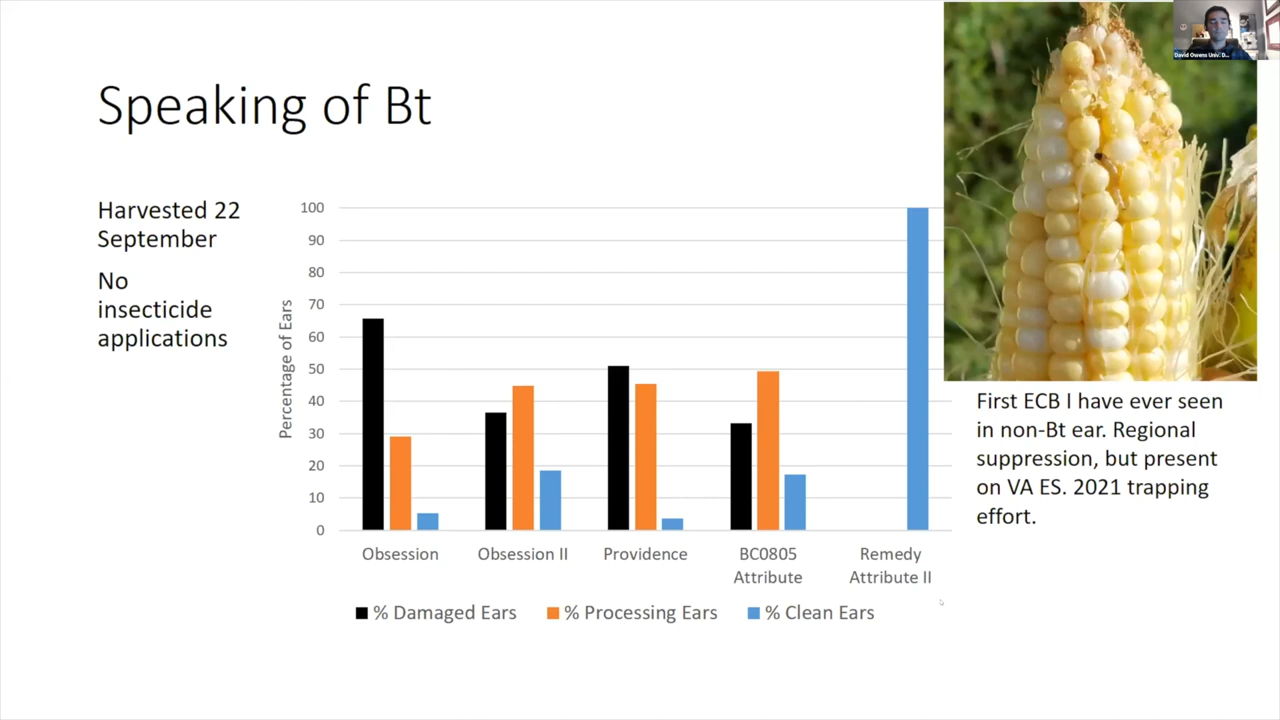 Speaking of Bt
Harvested 22
September
No
insecticide
applications
Percentage of Ears
100
90
80
70
60
50
40
30
20
10
0
Obsession
Obsession II
Providence
BC0805
Attribute
Remedy
Attribute II
% Damaged Ears
% Processing Ears
% Clean Ears
David Owens Univ. D...
First ECB I have ever seen
in non-Bt ear. Regional
suppression, but present
on VA ES. 2021 trapping
effort.